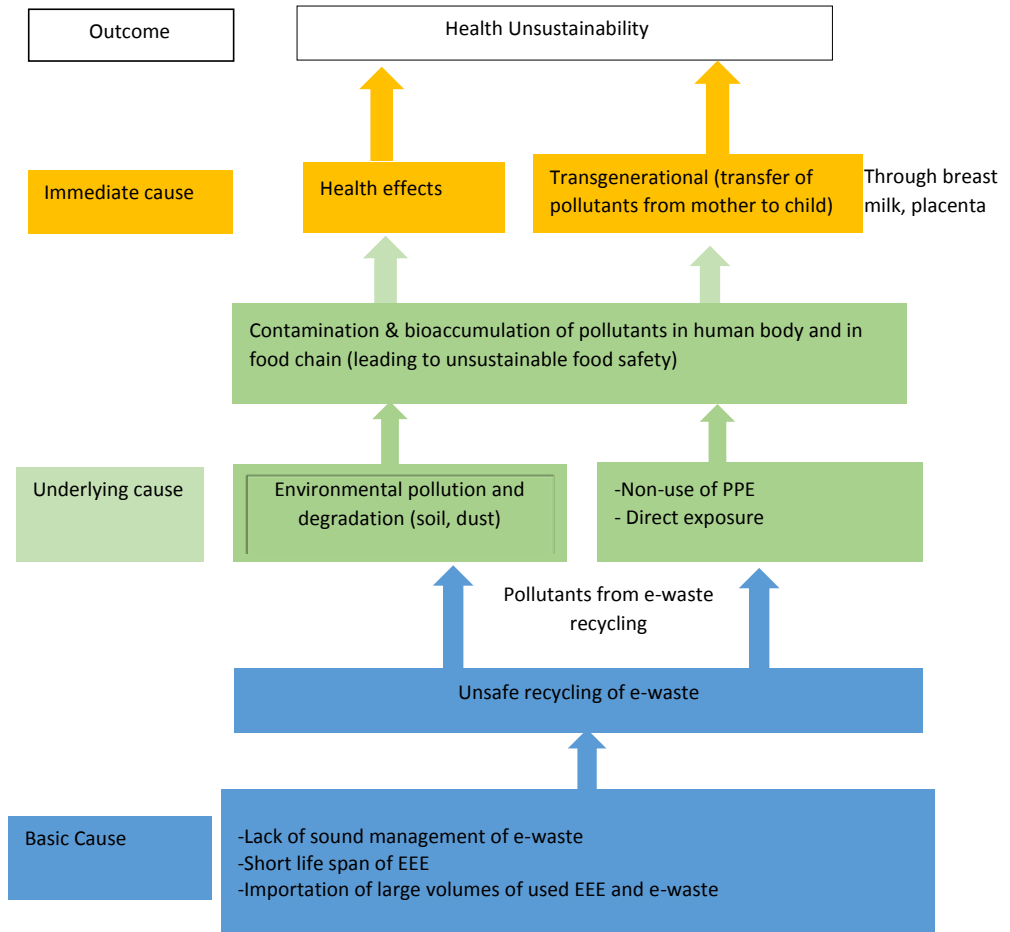 Outcome
Health Unsustainability
Immediate cause
Health effects
Transgenerational (transfer of
pollutants from mother to child)
Through breast
milk, placenta
Contamination & bioaccumulation of pollutants in human body and in
food chain (leading to unsustainable food safety)
Underlying cause
Environmental pollution and
degradation (soil, dust)
-Non-use of PPE
- Direct exposure
Pollutants from e-waste
recycling
Unsafe recycling of e-waste
Basic Cause
-Lack of sound management of e-waste
-Short life span of EEE
-Importation of large volumes of used EEE and e-waste